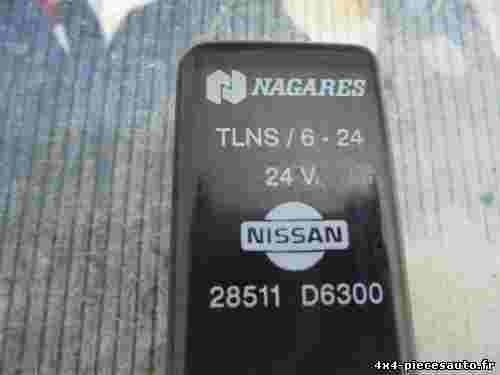 NAGARES
TLNS / 6 - 24
24 V.
NISSAN
28511 D6300
4x4-piecesauto.fr